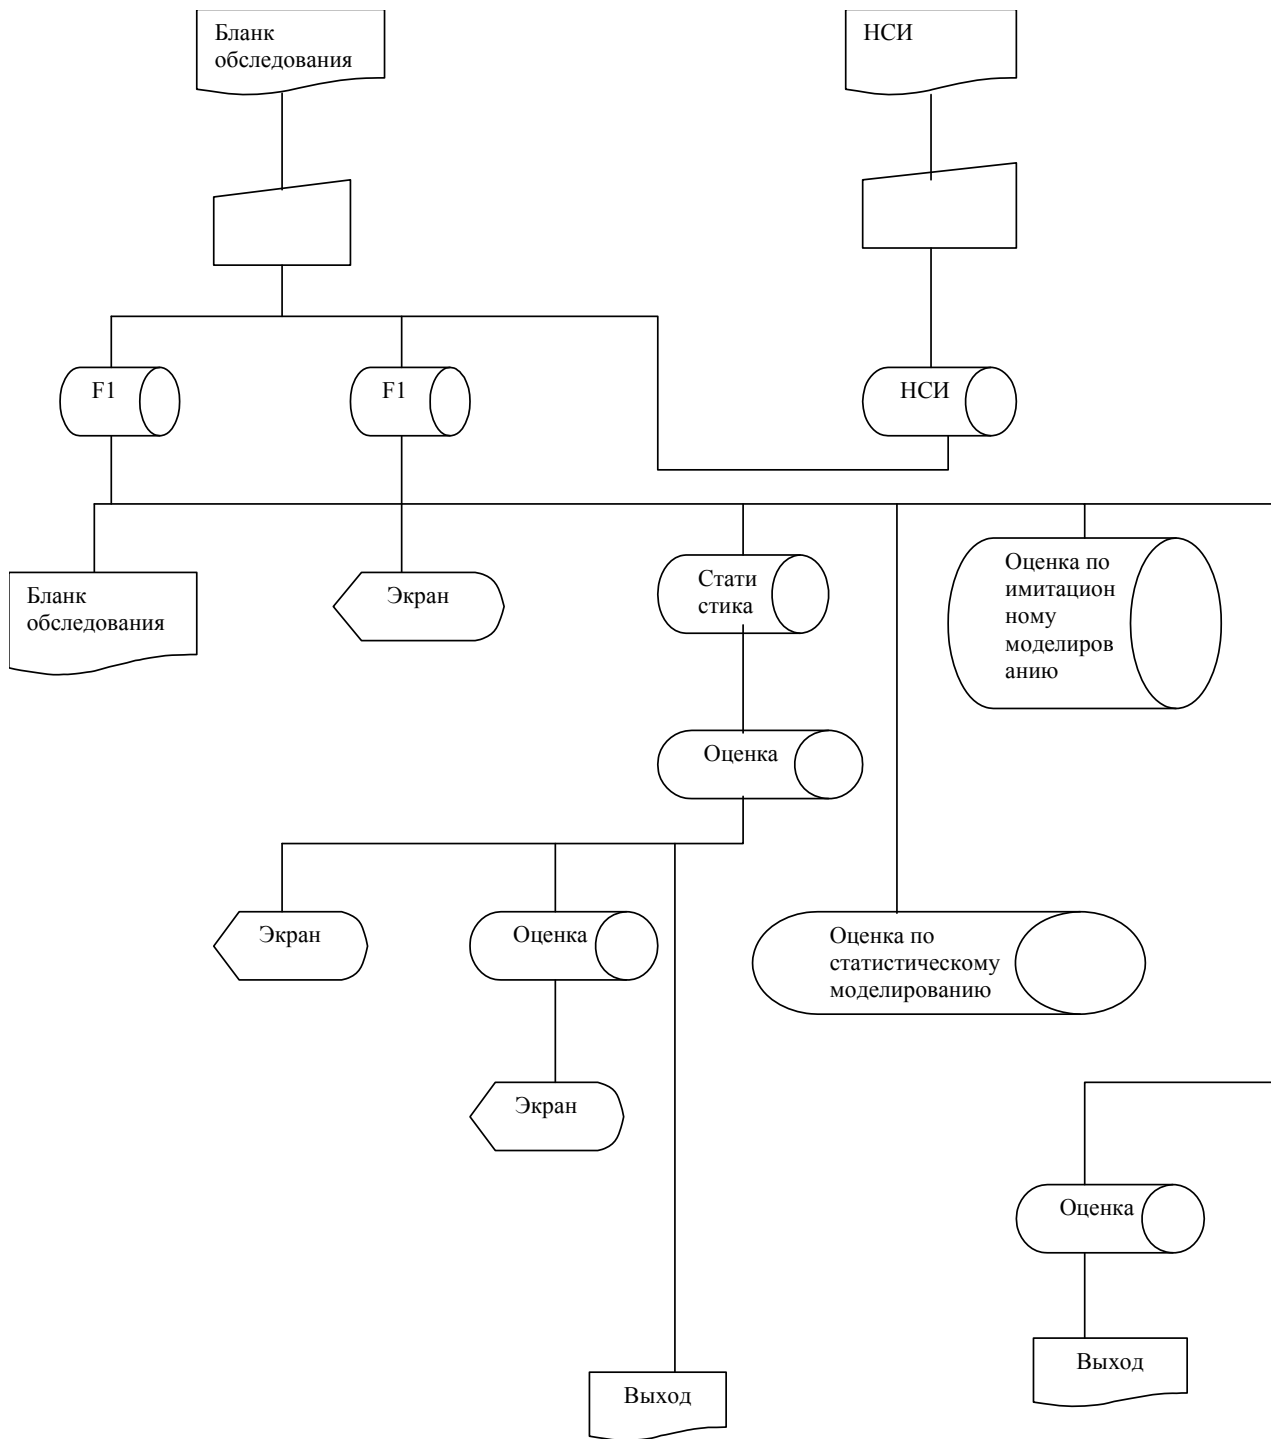 Бланк
обследования
НСИ
F1
F1
НСИ
Бланк
обследования
Экран
Стати
стика
Оценка по
имитацион
ному
моделиров
анию
Оценка
Экран
Оценка
Оценка по
статистическому
моделированию
Экран
Оценка
Выход
Выход